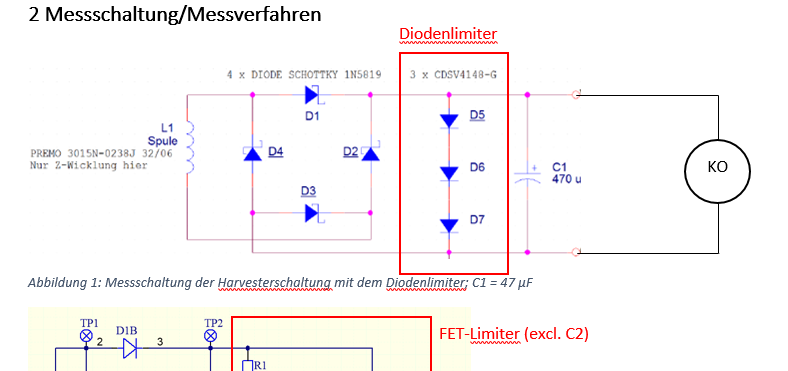 2 Messschaltung/Messverfahren
Diodenlimiter
4 x DIODE SCHOTTKY 1N5819
3 x CDSV4148-G
D1
D5
L1
Spule
PREMO 3015N-0238J 32/06
Nur Z-Wicklung hier
D4
D2
D6
+
C1
470 u
KO
D3
D7
Abbildung 1: Messschaltung der Harvesterschaltung mit dem Diodenlimiter; C1 = 47 µF
TP1
D1B
TP2
2
3
FET-Limiter (excl. C2)
R1